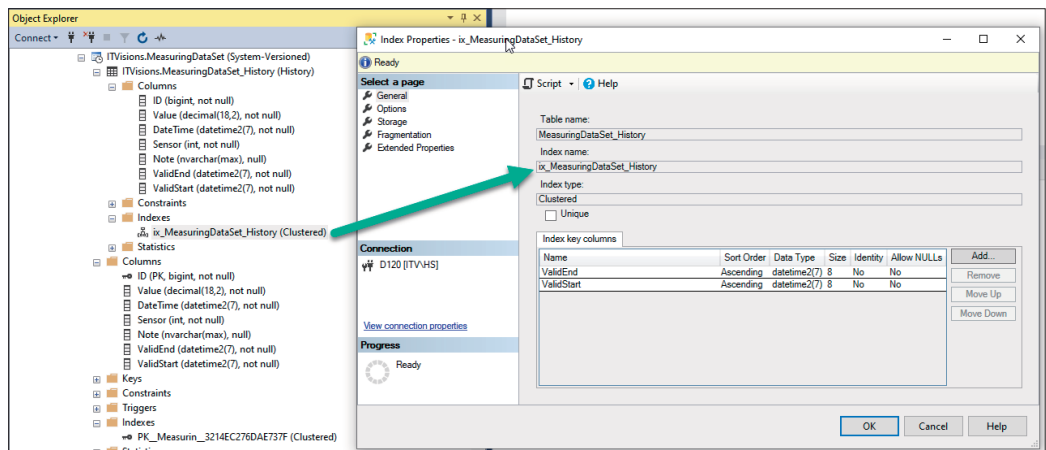 Object Explorer
Connect
ITVisions.MeasuringDataSet (System-Versioned)
ITVisions.MeasuringDataSet_History (History)
Columns
ID (bigint, not null)
Value (decimal(18,2), not null)
DateTime (datetime2(7), not null)
Sensor (int, not null)
Note (nvarchar(max), null)
ValidEnd (datetime2(7), not null)
ValidStart (datetime2(7), not null)
Constraints
Indexes
ix_MeasuringDataSet_History (Clustered)
Statistics
Columns
ID (PK, bigint, not null)
Value (decimal(18,2), not null)
DateTime (datetime2(7), not null)
Sensor (int, not null)
Note (nvarchar(max), null)
ValidEnd (datetime2(7), not null)
ValidStart (datetime2(7), not null)
Keys
Constraints
Triggers
Indexes
PK__Measurin__3214EC276DAE737F (Clustered)
Index Properties - ix_MeasuringDataSet_History
Ready
Select a page
General
Options
Storage
Fragmentation
Extended Properties
Connection
D120 [ITV\HS]
View connection properties
Progress
Ready
Script Help
Table name:
MeasuringDataSet_History
Index name:
ix_MeasuringDataSet_History
Index type:
Clustered
Unique
Index key columns
Name Sort Order Data Type Size Identity Allow NULLs
ValidEnd Ascending datetime2(7) 8 No No
ValidStart Ascending datetime2(7) 8 No No
Add...
Remove
Move Up
Move Down
OK Cancel Help